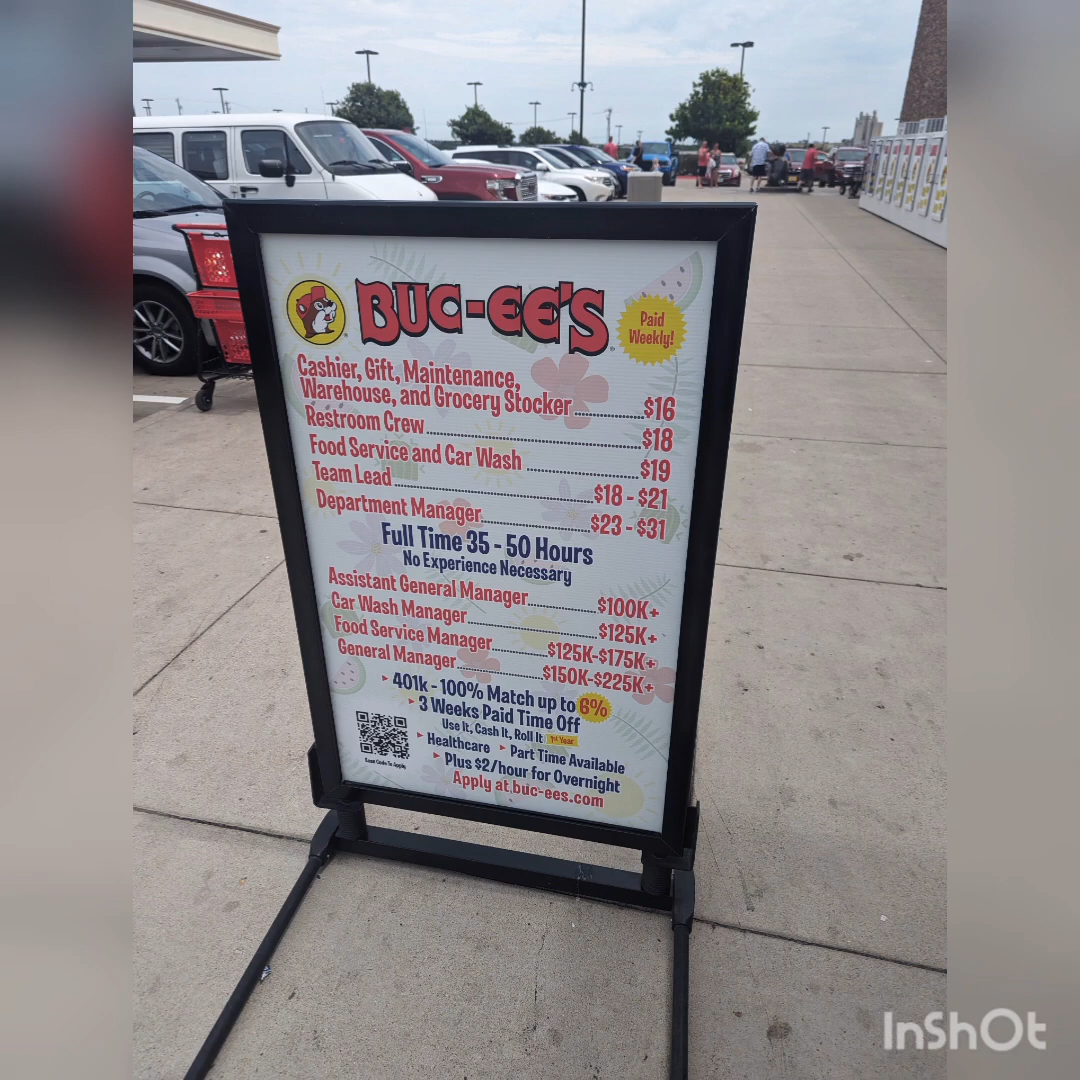 BUC-EE'S
Paid
Weekly!
Cashier, Gift, Maintenance,
Warehouse, and Grocery Stocker........$16
Restroom Crew........$18
Food Service and Car Wash........$19
Team Lead........$18 - $21
Department Manager........$23 - $31
Full Time 35 - 50 Hours
No Experience Necessary
Assistant General Manager........$100K+
Car Wash Manager........$125K+
Food Service Manager........$125K-$175K+
General Manager........$150K-$225K+
401k - 100% Match up to 6%
3 Weeks Paid Time Off
Use It, Cash It, Roll It 1st Year
Healthcare
Part Time Available
Plus $2/hour for Overnight
Scan Code To Apply
Apply at buc-ees.com
InShOt